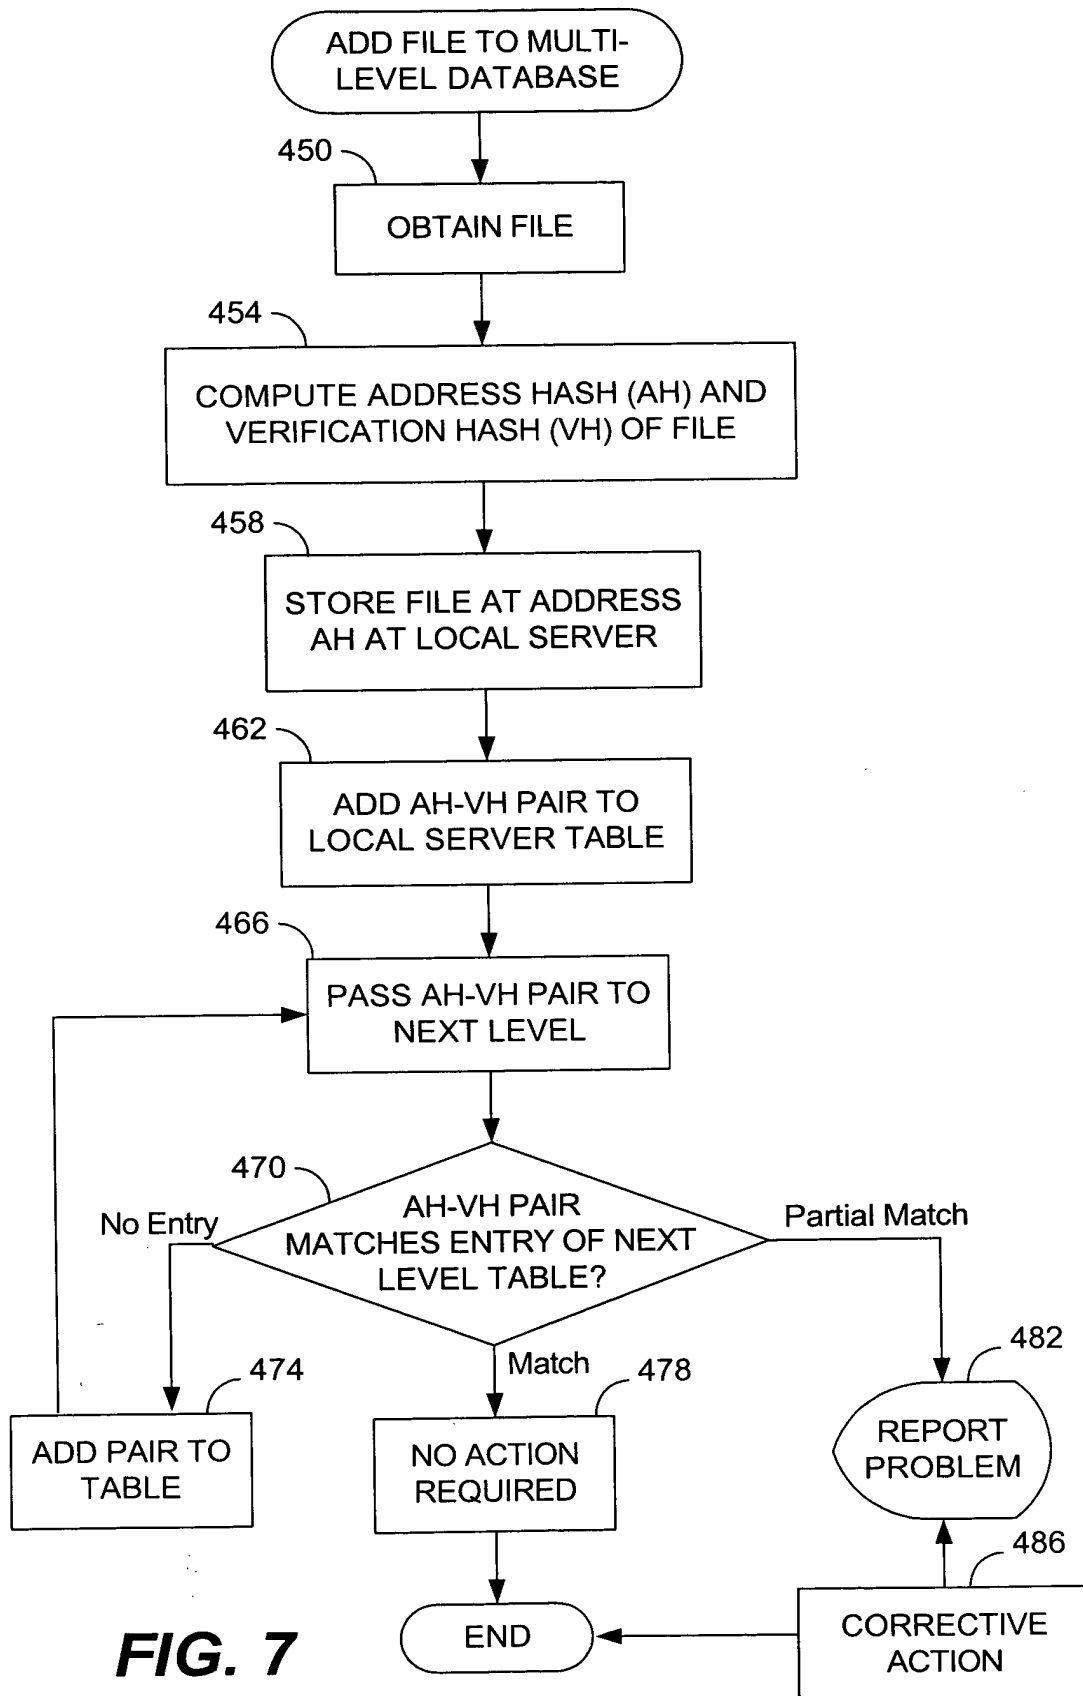 ADD FILE TO MULTI-
LEVEL DATABASE
450
OBTAIN FILE
454
COMPUTE ADDRESS HASH (AH) AND
VERIFICATION HASH (VH) OF FILE
458
STORE FILE AT ADDRESS
AH AT LOCAL SERVER
462
ADD AH-VH PAIR TO
LOCAL SERVER TABLE
466
PASS AH-VH PAIR TO
NEXT LEVEL
470
AH-VH PAIR
MATCHES ENTRY OF NEXT
LEVEL TABLE?
No Entry
Partial Match
Match
474
ADD PAIR TO
TABLE
478
NO ACTION
REQUIRED
482
REPORT
PROBLEM
486
CORRECTIVE
ACTION
END
FIG. 7